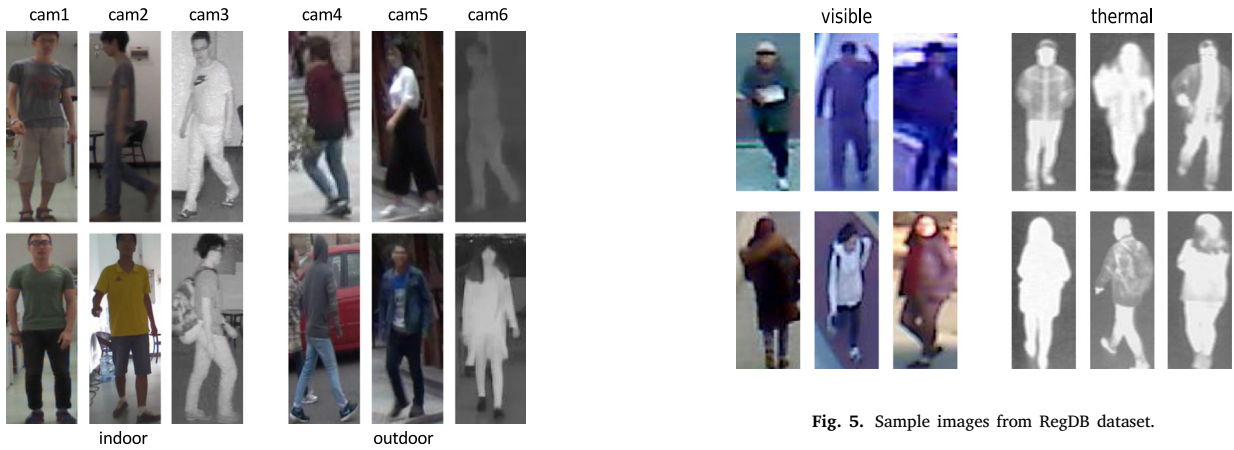 cam1 cam2 cam3 cam4 cam5 cam6
indoor outdoor
visible thermal
Fig. 5. Sample images from RegDB dataset.